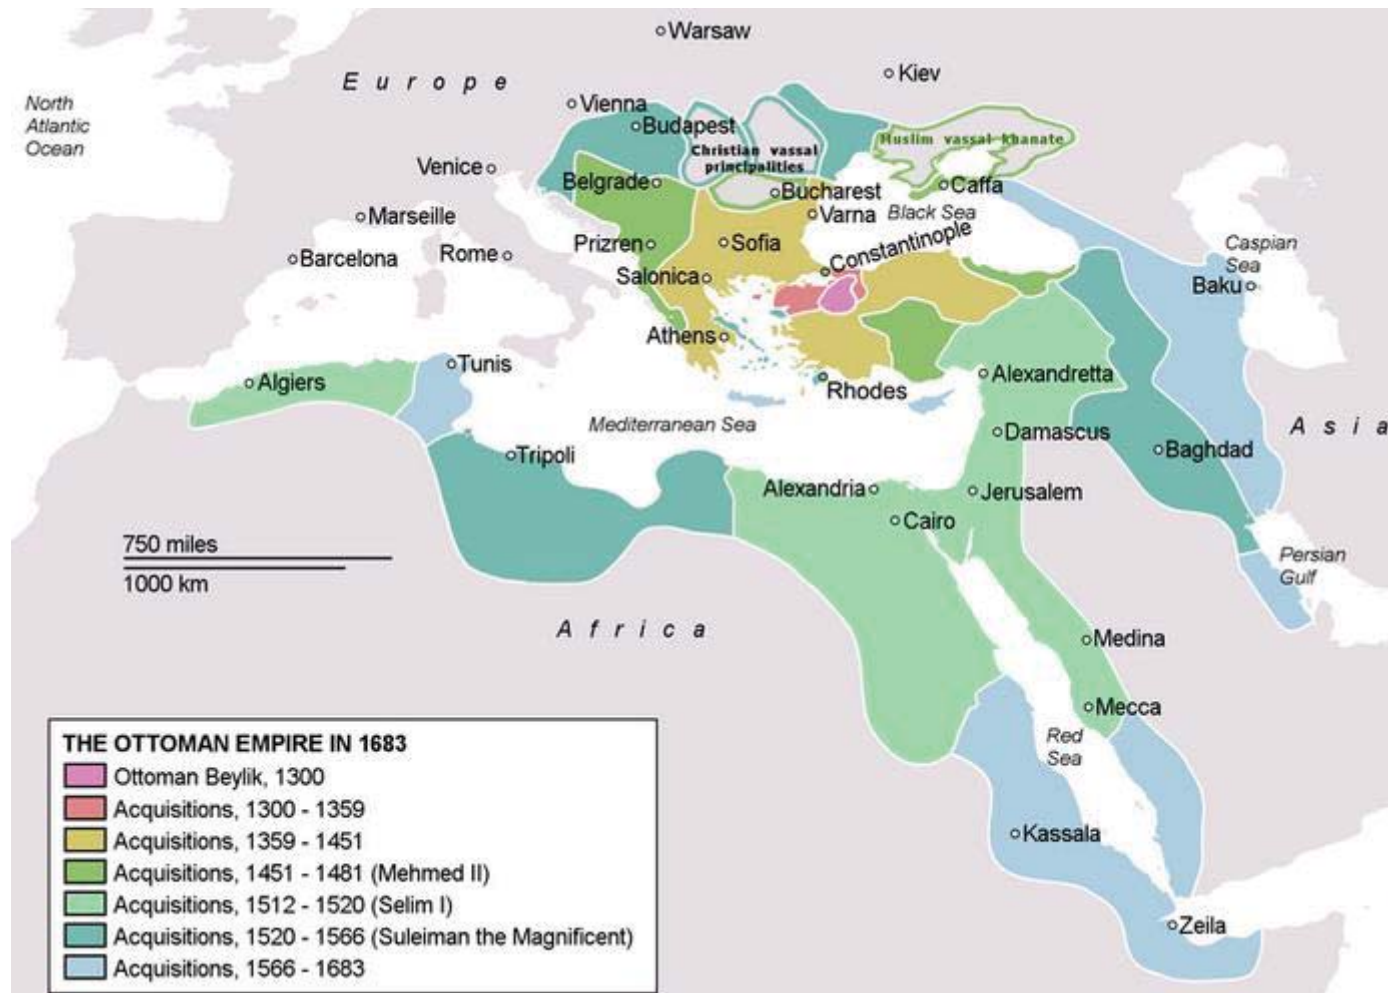 Warsaw
Kiev
Europe
North
Atlantic
Ocean
Vienna
Budapest
Christian vassal
principalities
Muslim vassal khanate
Venice
Belgrade
Bucharest
Caffa
Marseille
Varna
Black Sea
Barcelona
Rome
Prizren
Sofia
Constantinople
Caspian
Sea
Salonica
Baku
Athens
Tunis
Algiers
Rhodes
Alexandretta
Mediterranean Sea
Damascus
Asia
Tripoli
Baghdad
Alexandria
Jerusalem
Cairo
750 miles
1000 km
Persian
Gulf
Africa
Medina
Mecca
Red
Sea
Kassala
Zeila
THE OTTOMAN EMPIRE IN 1683
Ottoman Beylik, 1300
Acquisitions, 1300 - 1359
Acquisitions, 1359 - 1451
Acquisitions, 1451 - 1481 (Mehmed II)
Acquisitions, 1512 - 1520 (Selim I)
Acquisitions, 1520 - 1566 (Suleiman the Magnificent)
Acquisitions, 1566 - 1683